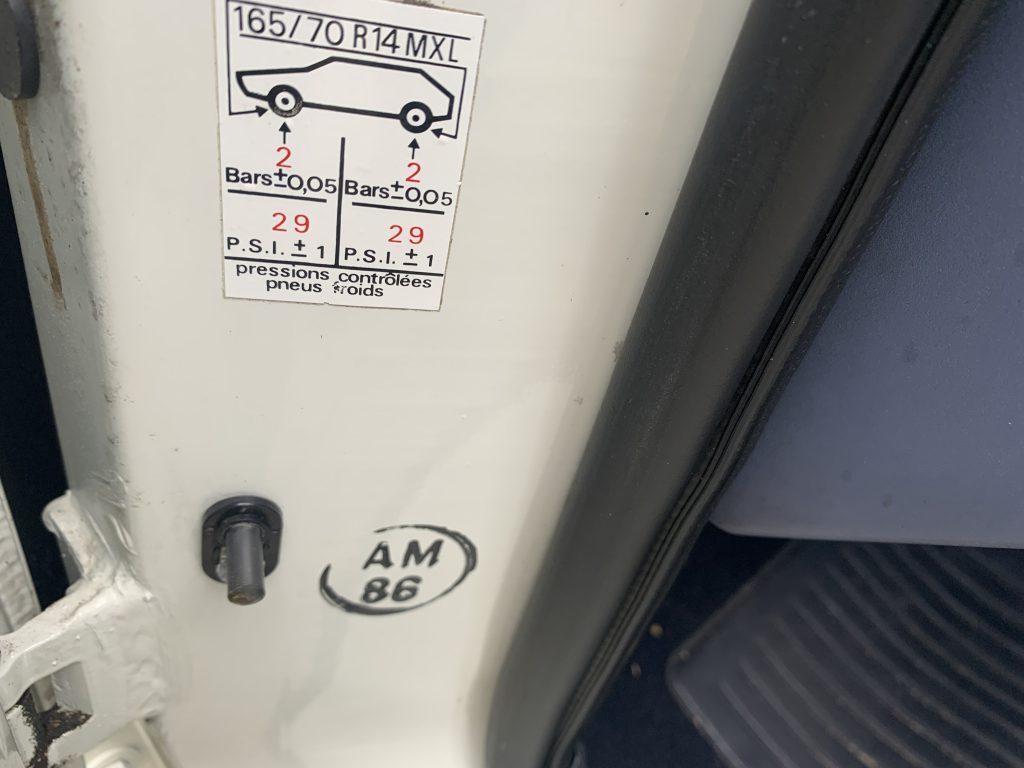 165/70 R14 MXL
2 2
Bars±0,05 Bars±0,05
29 29
P.S.I. ± 1 P.S.I. ± 1
pressions contrôlées
pneus froids
AM
86